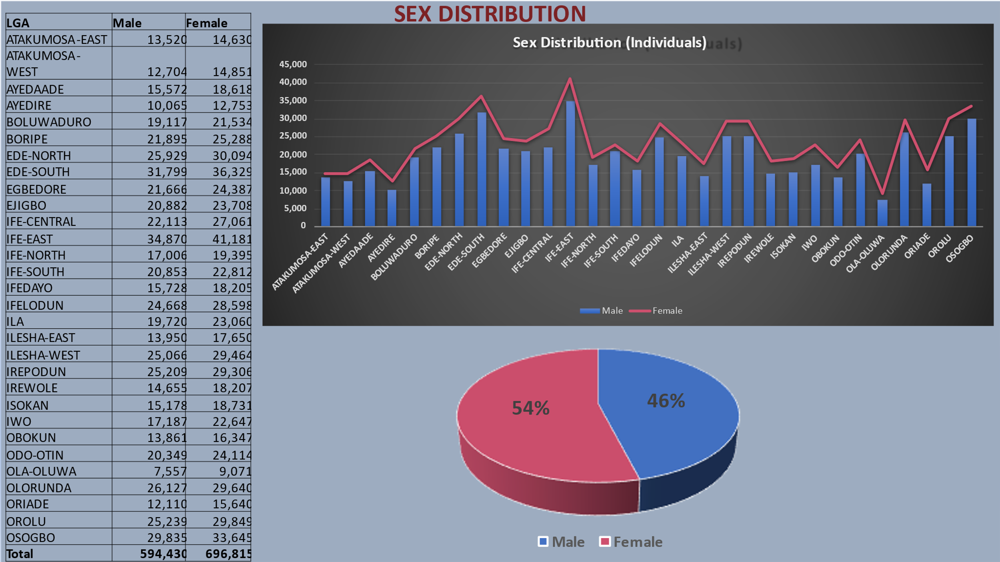 SEX DISTRIBUTION
LGA Male Female
ATAKUMOSA-EAST 13,520 14,630
ATAKUMOSA-
WEST 12,704 14,851
AYEDAADE 15,572 18,618
AYEDIRE 10,065 12,753
BOLUWADURO 19,117 21,534
BORIPE 21,895 25,288
EDE-NORTH 25,929 30,094
EDE-SOUTH 31,799 36,329
EGBEDORE 21,666 24,387
EJIGBO 20,882 23,708
IFE-CENTRAL 22,113 27,061
IFE-EAST 34,870 41,181
IFE-NORTH 17,006 19,395
IFE-SOUTH 20,853 22,812
IFEDAYO 15,728 18,205
IFELODUN 24,668 28,598
ILA 19,720 23,060
ILESHA-EAST 13,950 17,650
ILESHA-WEST 25,066 29,464
IREPODUN 25,209 29,306
IREWOLE 14,655 18,207
ISOKAN 15,178 18,731
IWO 17,187 22,647
OBOKUN 13,861 16,347
ODO-OTIN 20,349 24,114
OLA-OLUWA 7,557 9,071
OLORUNDA 26,127 29,640
ORIADE 12,110 15,640
OROLU 25,239 29,849
OSOGBO 29,835 33,645
Total 594,430 696,815
Sex Distribution (Individuals)
45,000
40,000
35,000
30,000
25,000
20,000
15,000
10,000
5,000
0
ATAKUMOSA-EAST
ATAKUMOSA-WEST
AYEDAADE
AYEDIRE
BOLUWADURO
BORIPE
EDE-NORTH
EDE-SOUTH
EGBEDORE
EJIGBO
IFE-CENTRAL
IFE-EAST
IFE-NORTH
IFE-SOUTH
IFEDAYO
IFELODUN
ILA
ILESHA-EAST
ILESHA-WEST
IREPODUN
IREWOLE
ISOKAN
IWO
OBOKUN
ODO-OTIN
OLA-OLUWA
OLORUNDA
ORIADE
OROLU
OSOGBO
Male Female
54% 46%
Male Female